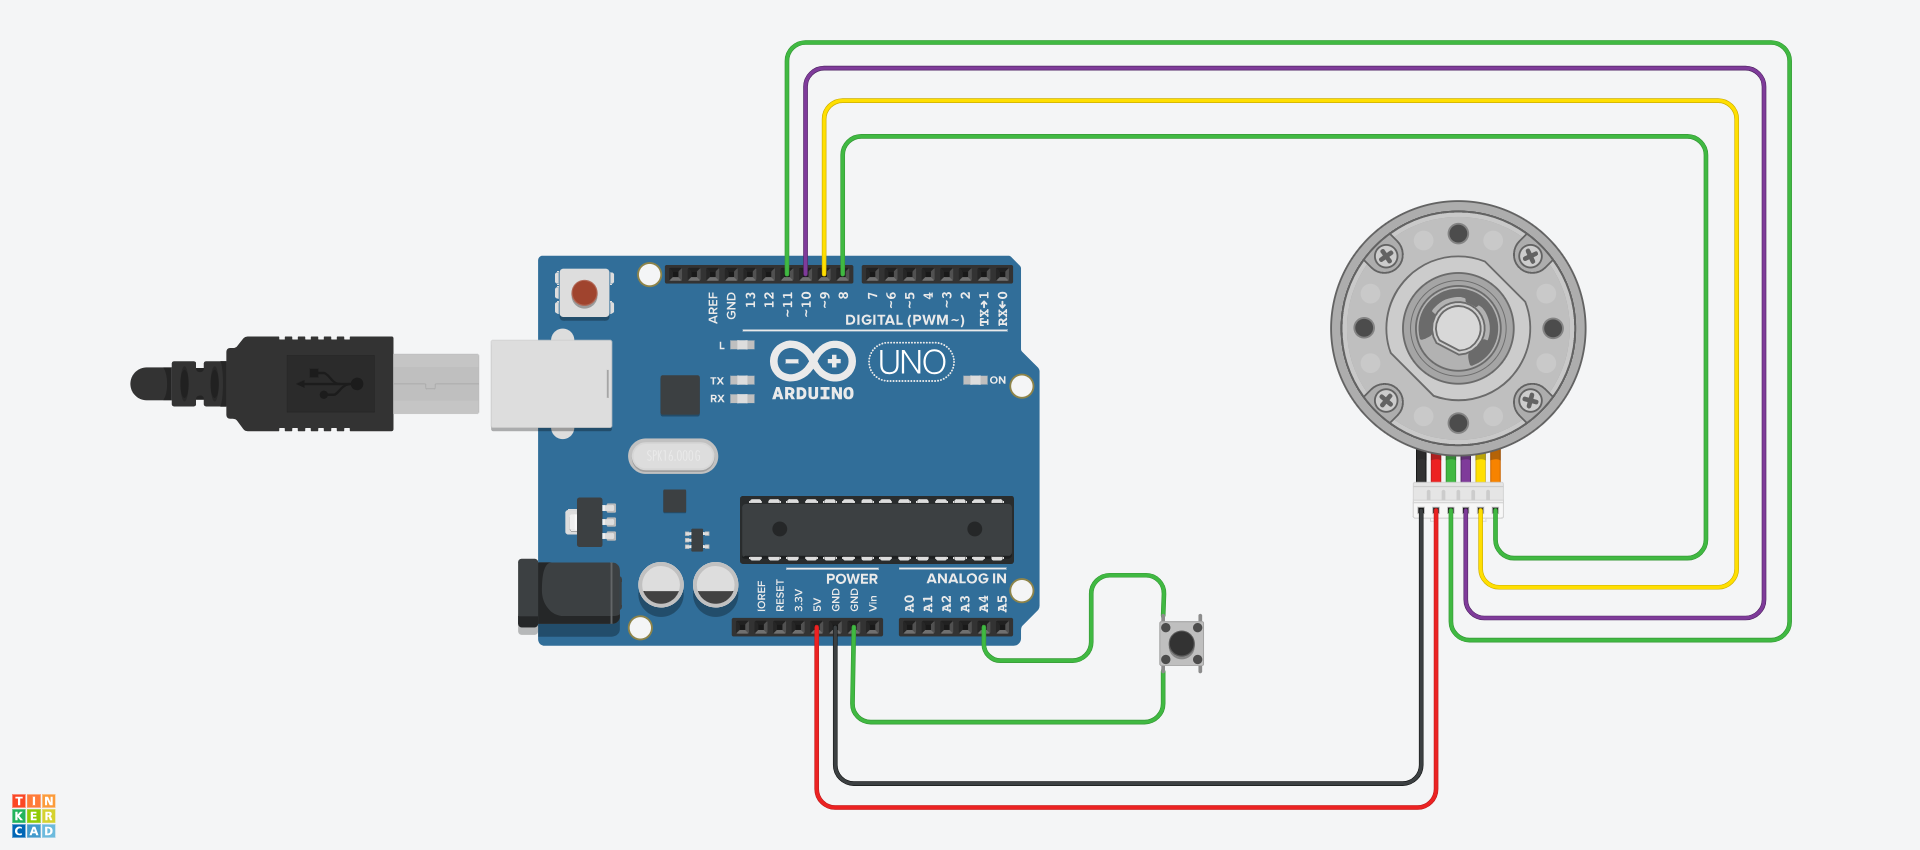 AREF
GND
13
12
~11
~10
~9
8
7
~6
~5
4
~3
2
TX→1
RX←0
DIGITAL (PWM~)
L
TX
RX
ARDUINO
UNO
ON
SPK16.000G
POWER
ANALOG IN
IOREF
RESET
3.3V
5V
GND
GND
Vin
A0
A1
A2
A3
A4
A5
TIN
KER
CAD